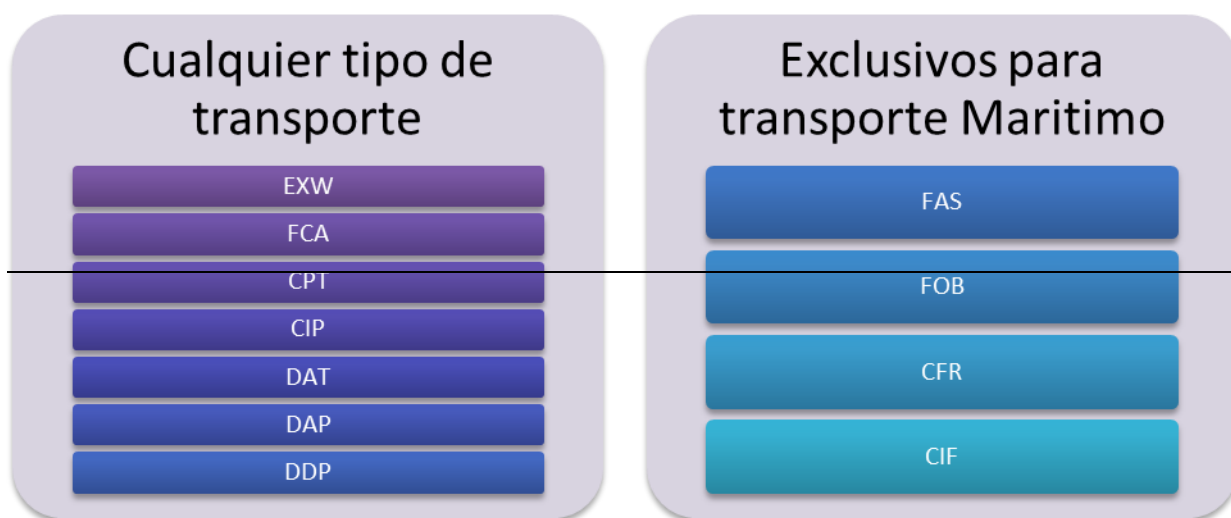 Cualquier tipo de
transporte
EXW
FCA
CPT
CIP
DAT
DAP
DDP
Exclusivos para
transporte Maritimo
FAS
FOB
CFR
CIF